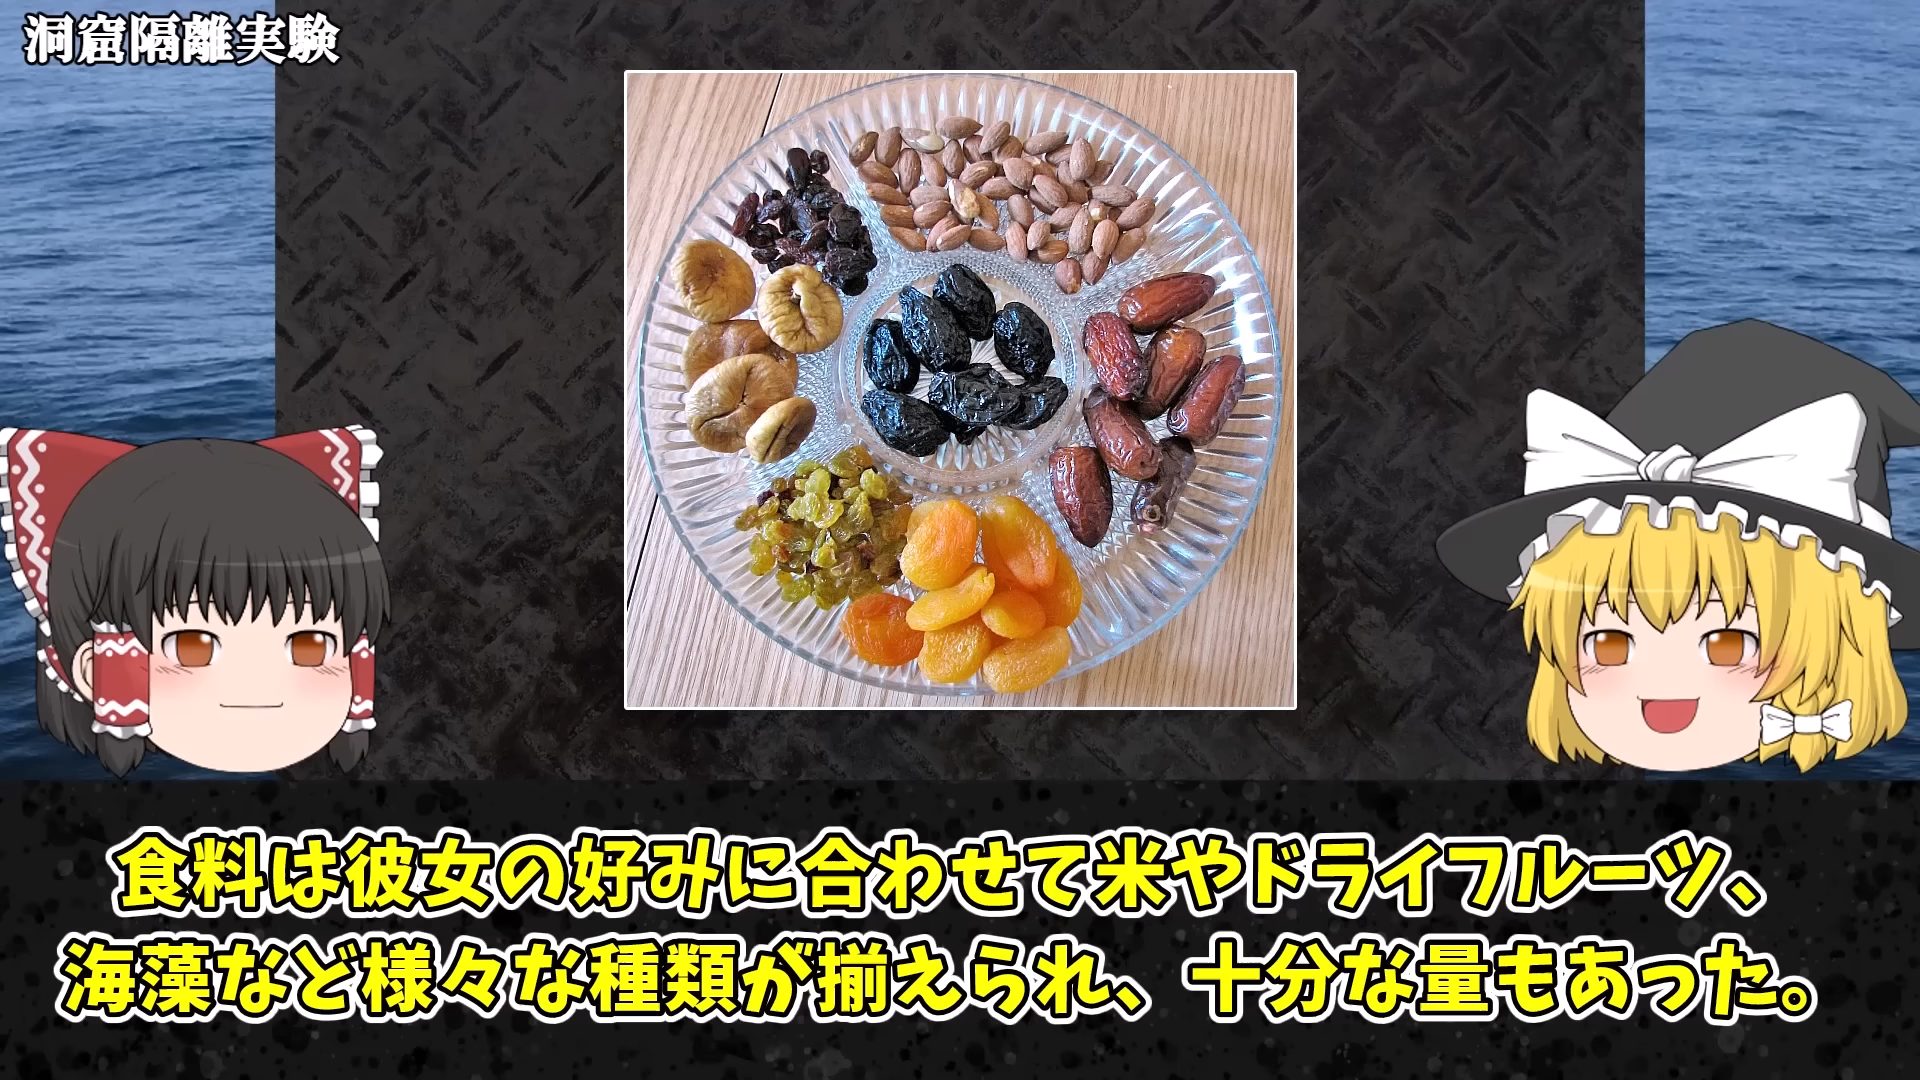 洞窟隔離実験
食料は彼女の好みに合わせて米やドライフルーツ、
海藻など様々な種類が揃えられ、十分な量もあった。